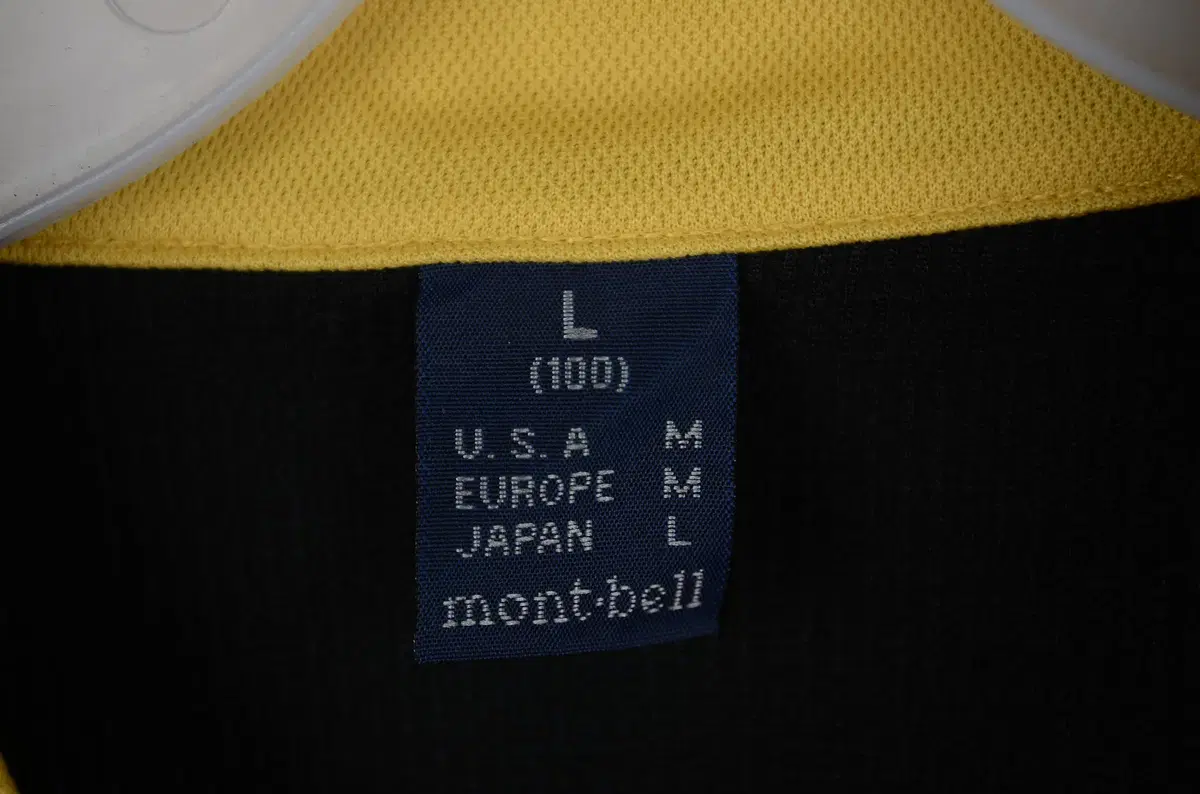 L
(100)
U.S.A M
EUROPE M
JAPAN L
mont·bell